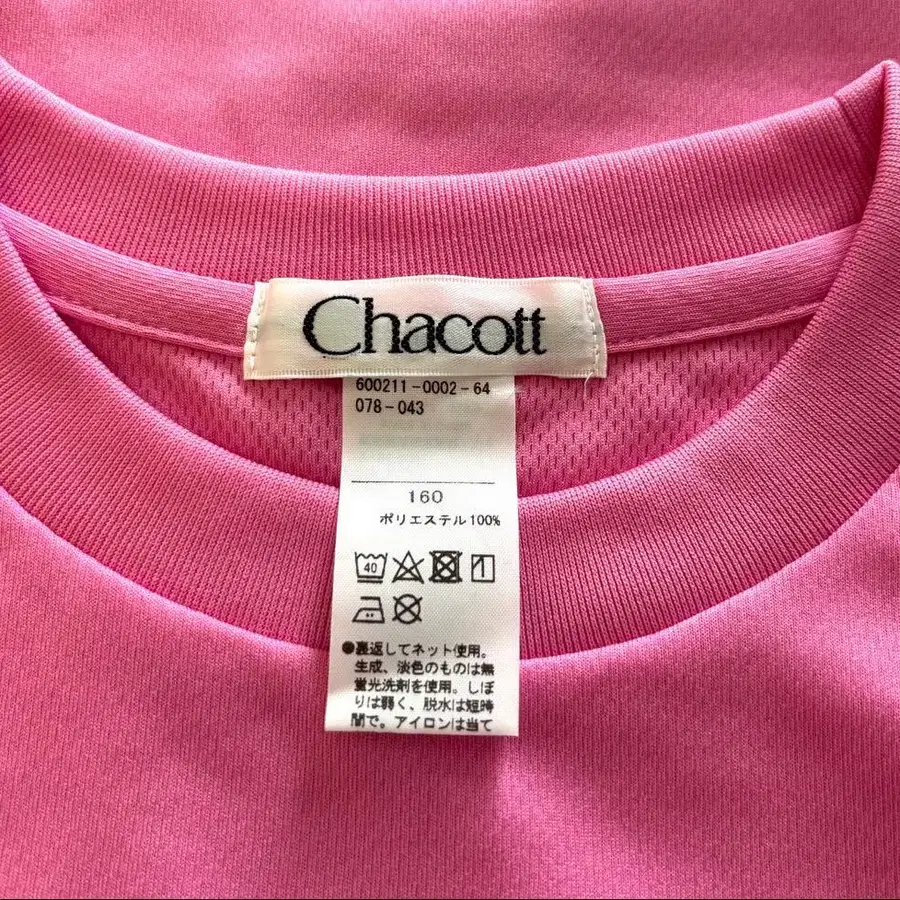 Chacott
600211-0002-64
078-043
160
ポリエステル100%
40
●裏返してネット使用。
生成、淡色のものは無
蛍光洗剤を使用。しぼ
りは弱く、脱水は短時
間で。アイロンは当て